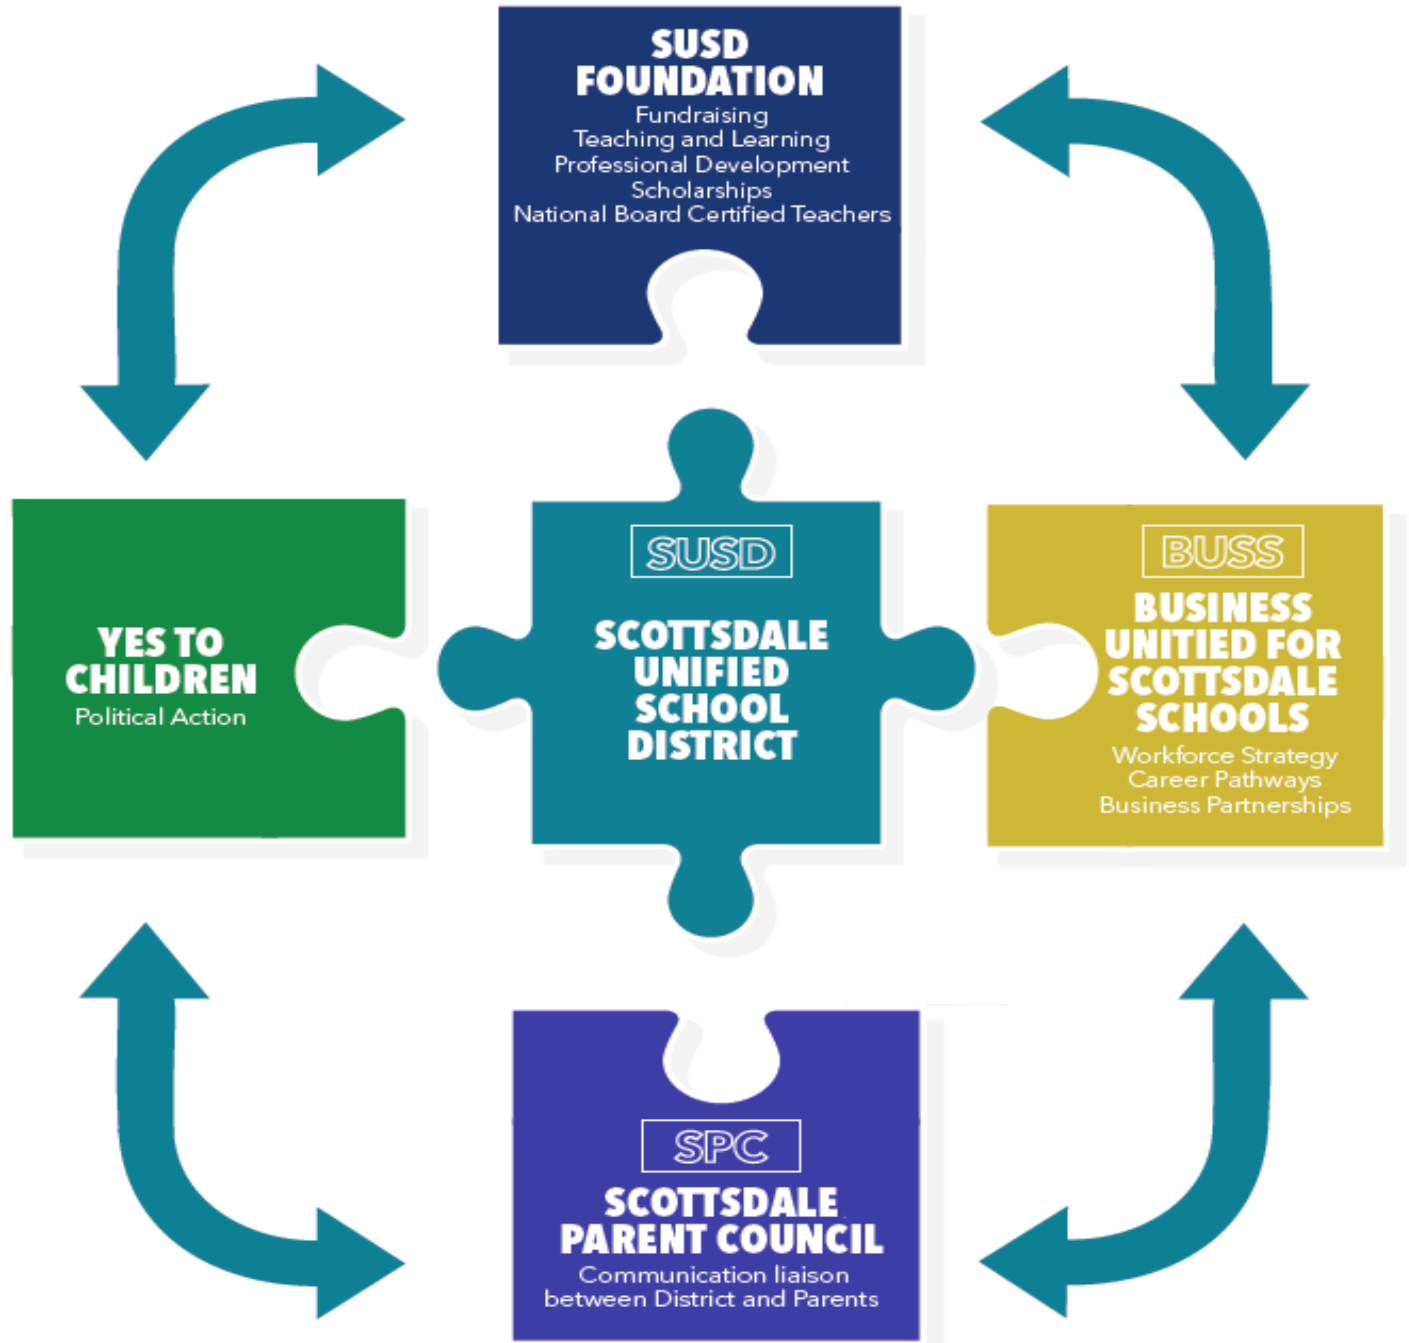 SUSD
FOUNDATION
Fundraising
Teaching and Learning
Professional Development
Scholarships
National Board Certified Teachers
YES TO
CHILDREN
Political Action
SUSD
SCOTTSDALE
UNIFIED
SCHOOL
DISTRICT
BUSS
BUSINESS
UNITIED FOR
SCOTTSDALE
SCHOOLS
Workforce Strategy
Career Pathways
Business Partnerships
SPC
SCOTTSDALE
PARENT COUNCIL
Communication liaison
between District and Parents